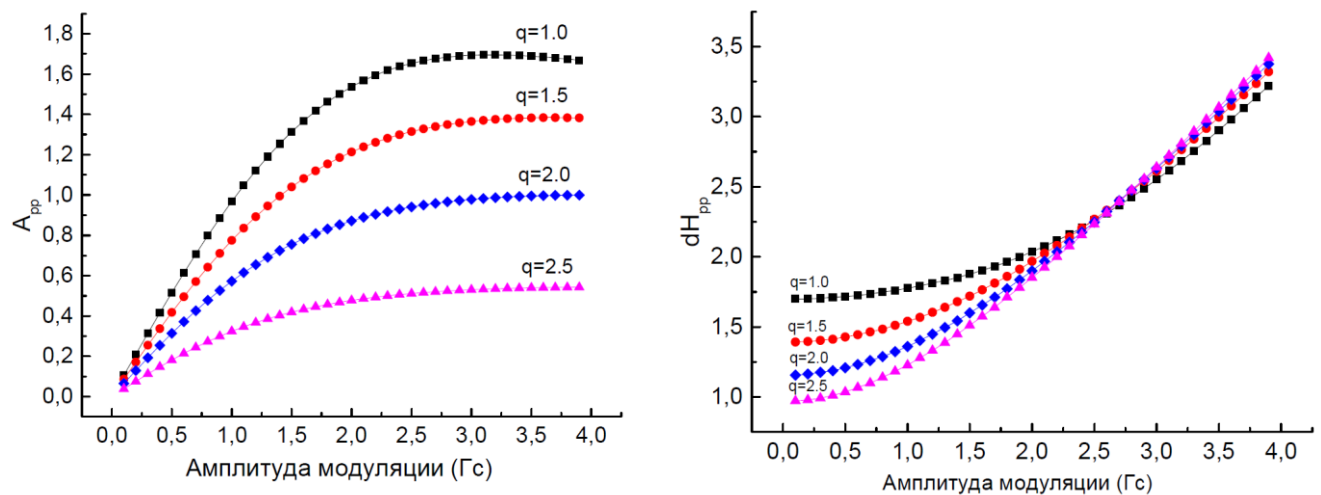 1,8
1,6
1,4
1,2
1,0
0,8
0,6
0,4
0,2
0,0
A_pp
q=1.0
q=1.5
q=2.0
q=2.5
0,0 0,5 1,0 1,5 2,0 2,5 3,0 3,5 4,0
Амплитуда модуляции (Гс)
3,5
3,0
2,5
2,0
1,5
1,0
dH_pp
q=1.0
q=1.5
q=2.0
q=2.5
0,0 0,5 1,0 1,5 2,0 2,5 3,0 3,5 4,0
Амплитуда модуляции (Гс)